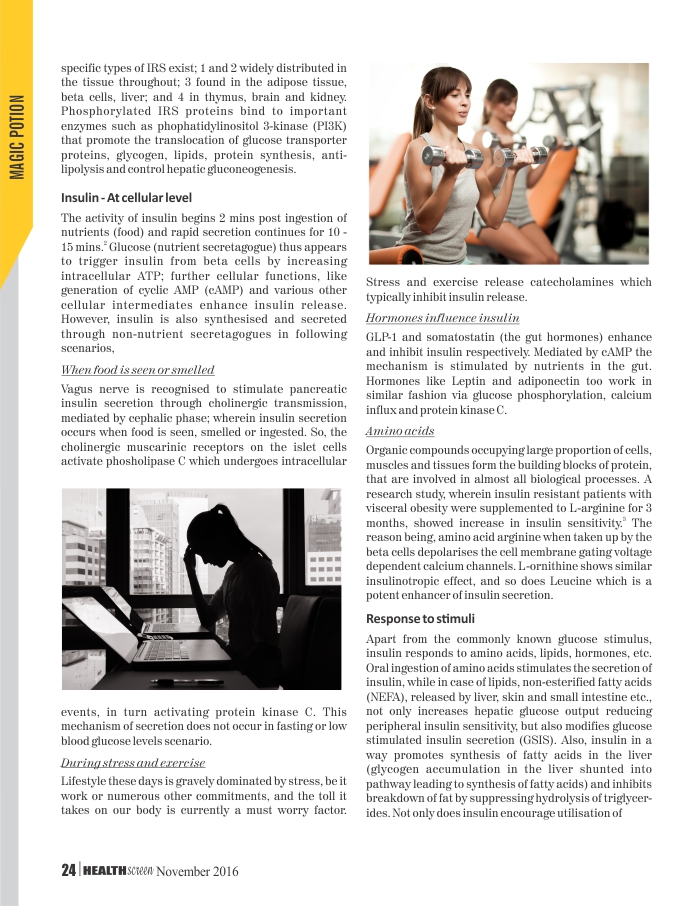 MAGIC POTION
specific types of IRS exist; 1 and 2 widely distributed in
the tissue throughout; 3 found in the adipose tissue,
beta cells, liver; and 4 in thymus, brain and kidney.
Phosphorylated IRS proteins bind to important
enzymes such as phophatidylinositol 3-kinase (PI3K)
that promote the translocation of glucose transporter
proteins, glycogen, lipids, protein synthesis, anti-
lipolysis and control hepatic gluconeogenesis.
Insulin - At cellular level
The activity of insulin begins 2 mins post ingestion of
nutrients (food) and rapid secretion continues for 10 -
15 mins.² Glucose (nutrient secretagogue) thus appears
to trigger insulin from beta cells by increasing
intracellular ATP; further cellular functions, like
generation of cyclic AMP (cAMP) and various other
cellular intermediates enhance insulin release.
However, insulin is also synthesised and secreted
through non-nutrient secretagogues in following
scenarios,
When food is seen or smelled
Vagus nerve is recognised to stimulate pancreatic
insulin secretion through cholinergic transmission,
mediated by cephalic phase; wherein insulin secretion
occurs when food is seen, smelled or ingested. So, the
cholinergic muscarinic receptors on the islet cells
activate phosholipase C which undergoes intracellular
events, in turn activating protein kinase C. This
mechanism of secretion does not occur in fasting or low
blood glucose levels scenario.
During stress and exercise
Lifestyle these days is gravely dominated by stress, be it
work or numerous other commitments, and the toll it
takes on our body is currently a must worry factor.
Stress and exercise release catecholamines which
typically inhibit insulin release.
Hormones influence insulin
GLP-1 and somatostatin (the gut hormones) enhance
and inhibit insulin respectively. Mediated by cAMP the
mechanism is stimulated by nutrients in the gut.
Hormones like Leptin and adiponectin too work in
similar fashion via glucose phosphorylation, calcium
influx and protein kinase C.
Amino acids
Organic compounds occupying large proportion of cells,
muscles and tissues form the building blocks of protein,
that are involved in almost all biological processes. A
research study, wherein insulin resistant patients with
visceral obesity were supplemented to L-arginine for 3
months, showed increase in insulin sensitivity.³ The
reason being, amino acid arginine when taken up by the
beta cells depolarises the cell membrane gating voltage
dependent calcium channels. L-ornithine shows similar
insulinotropic effect, and so does Leucine which is a
potent enhancer of insulin secretion.
Response to stimuli
Apart from the commonly known glucose stimulus,
insulin responds to amino acids, lipids, hormones, etc.
Oral ingestion of amino acids stimulates the secretion of
insulin, while in case of lipids, non-esterified fatty acids
(NEFA), released by liver, skin and small intestine etc.,
not only increases hepatic glucose output reducing
peripheral insulin sensitivity, but also modifies glucose
stimulated insulin secretion (GSIS). Also, insulin in a
way promotes synthesis of fatty acids in the liver
(glycogen accumulation in the liver shunted into
pathway leading to synthesis of fatty acids) and inhibits
breakdown of fat by suppressing hydrolysis of triglycer-
ides. Not only does insulin encourage utilisation of
24 | HEALTHscreen November 2016